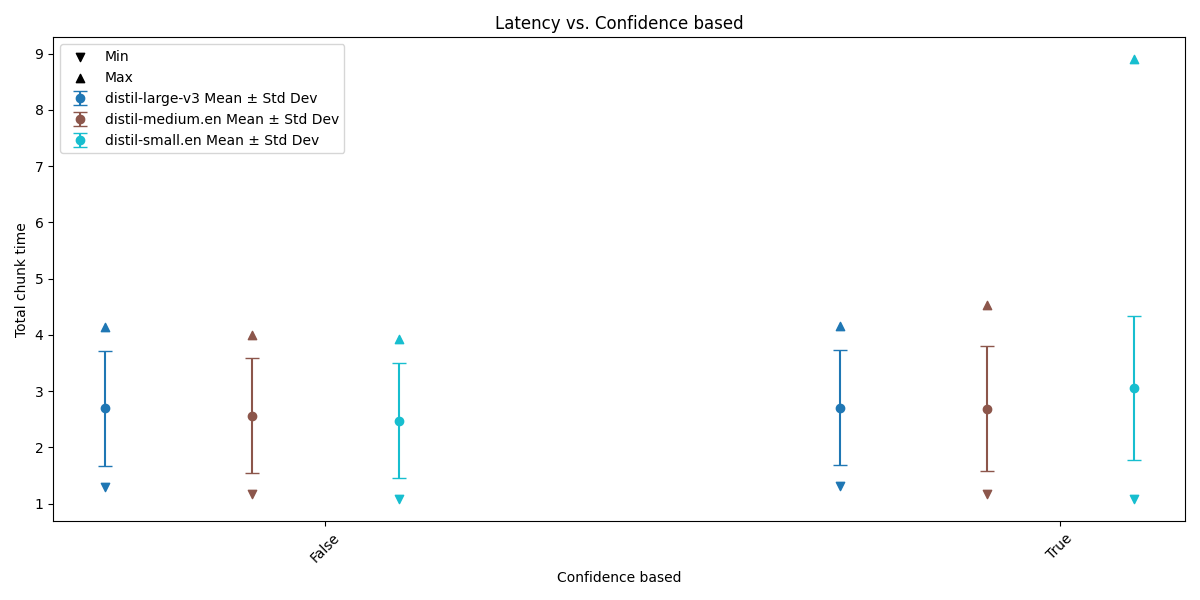 Latency vs. Confidence based
Min
Max
distil-large-v3 Mean ± Std Dev
distil-medium.en Mean ± Std Dev
distil-small.en Mean ± Std Dev
9
8
7
6
5
4
3
2
1
Total chunk time
False
True
Confidence based